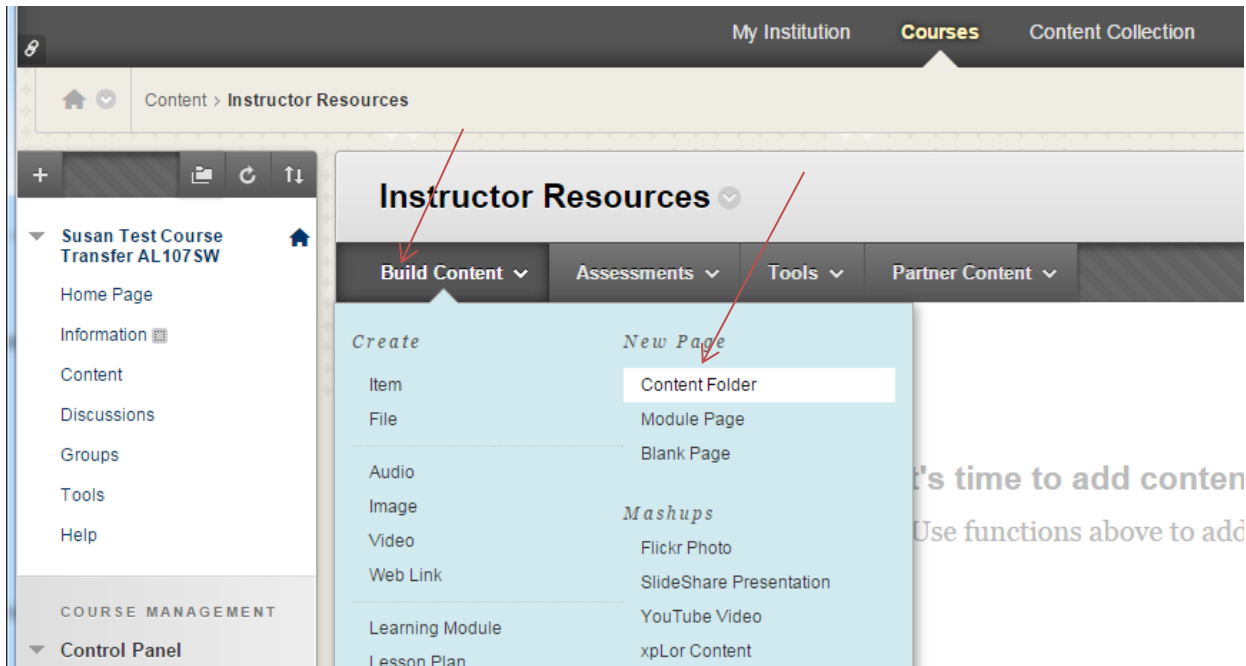 My Institution Courses Content Collection
Content > Instructor Resources
Instructor Resources
Susan Test Course
Transfer AL107SW
Home Page
Information
Content
Discussions
Groups
Tools
Help
COURSE MANAGEMENT
Control Panel
Build Content Assessments Tools Partner Content
Create
Item
File
Audio
Image
Video
Web Link
Learning Module
Lesson Plan
New Page
Content Folder
Module Page
Blank Page
Mashups
Flickr Photo
SlideShare Presentation
YouTube Video
xpLor Content
t's time to add conten
Use functions above to add